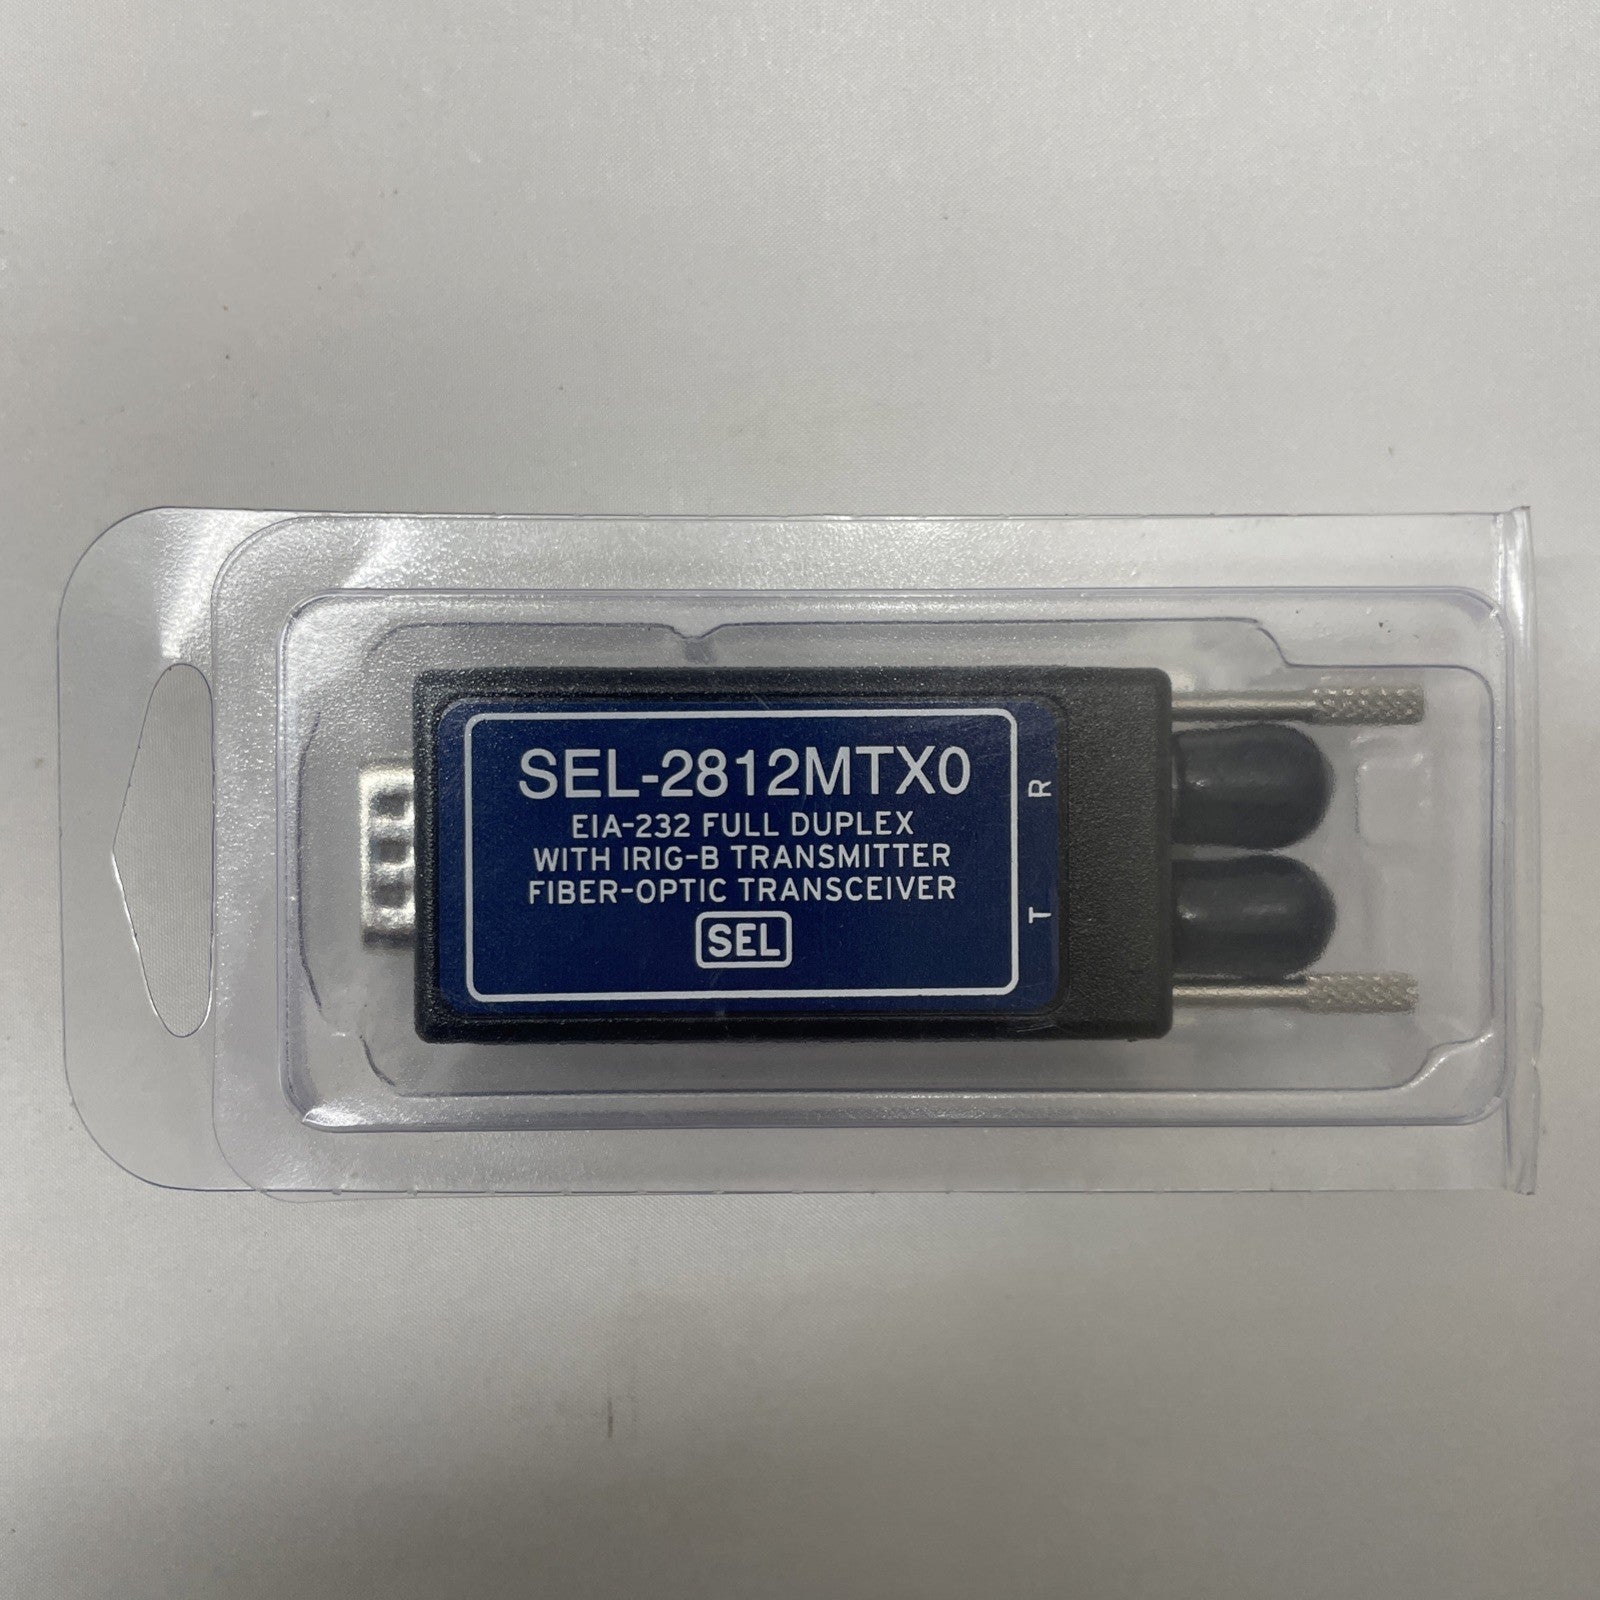 SEL-2812MTX0
EIA-232 FULL DUPLEX
WITH IRIG-B TRANSMITTER
FIBER-OPTIC TRANSCEIVER
SEL
R
T